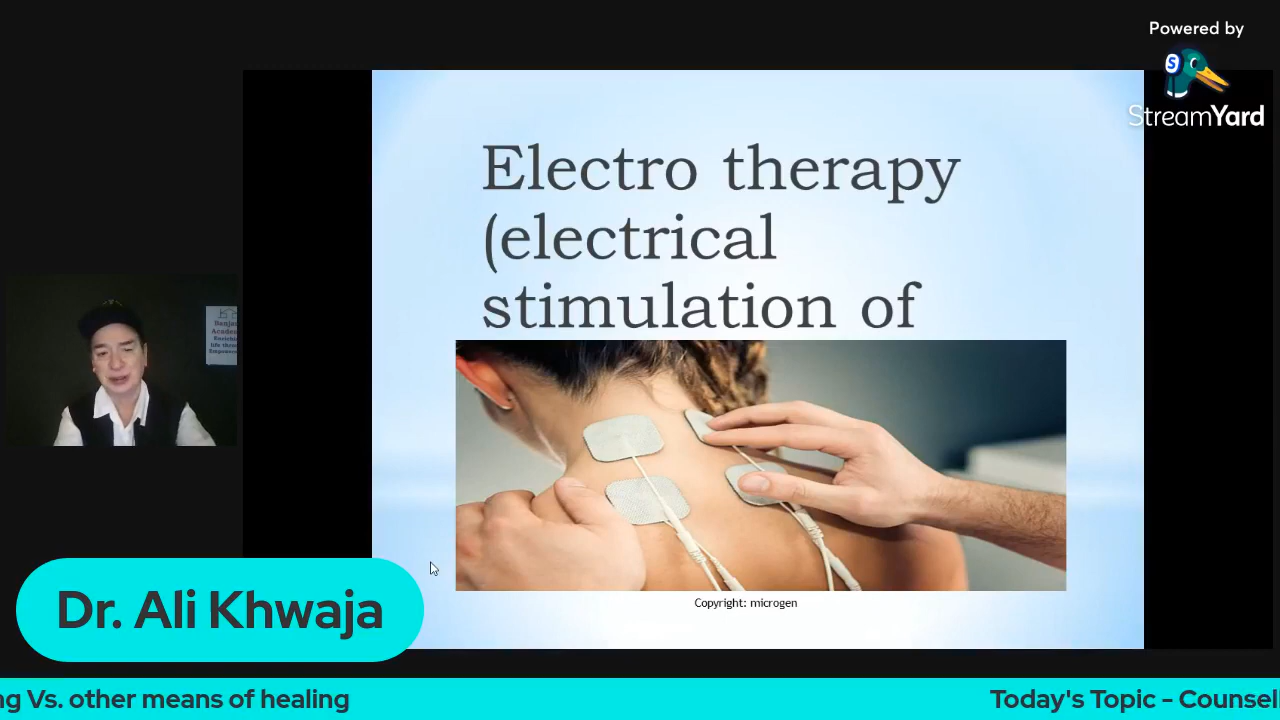 Powered by
StreamYard
Electro therapy
(electrical
stimulation of
Copyright: microgen
Dr. Ali Khwaja
ng Vs. other means of healing
Today's Topic - Counsel